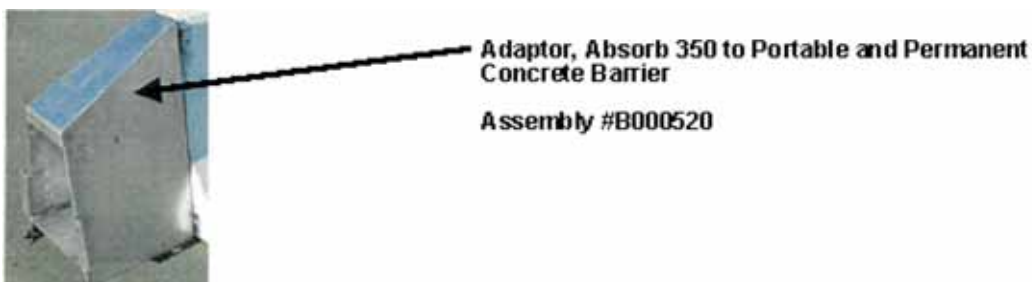 Adaptor, Absorb 350 to Portable and Permanent
Concrete Barrier
Assembly #B000520